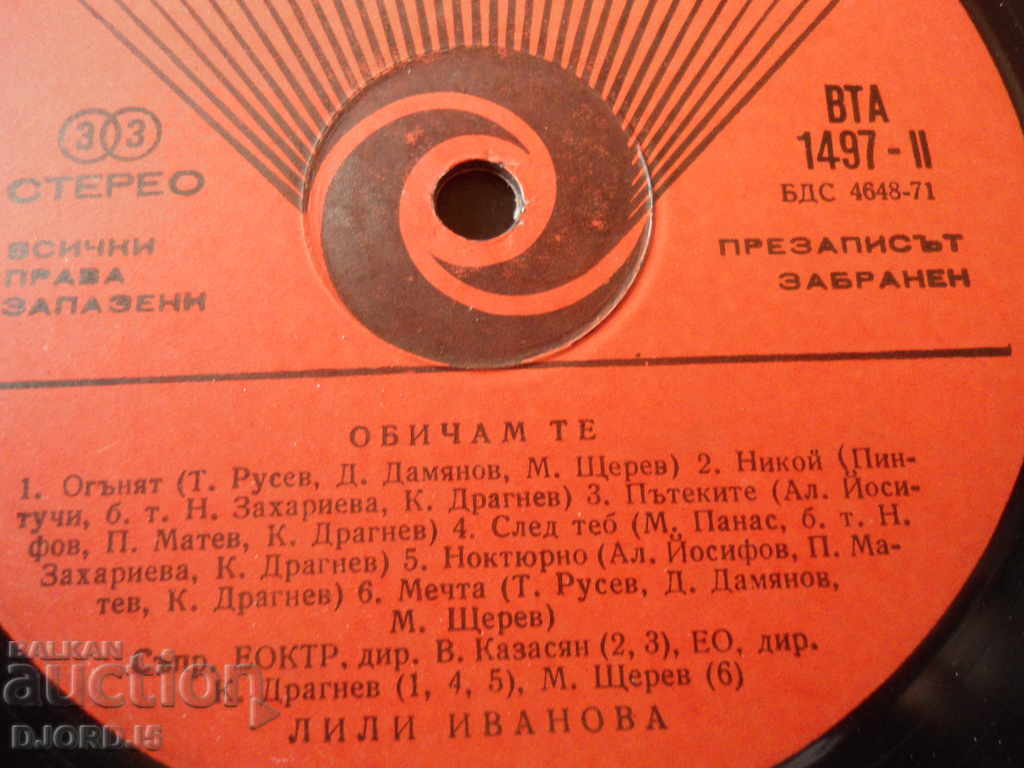 33
СТЕРЕО
ВСИЧКИ
ПРАВА
ЗАПАЗЕНИ
ВТА
1497-II
БДС 4648-71
ПРЕЗАПИСЪТ
ЗАБРАНЕН
ОБИЧАМ ТЕ
1. Огънят (Т. Русев, Д. Дамянов, М. Щерев) 2. Никой (Пин-
тучи, б. т. Н. Захариева, К. Драгнев) 3. Пътеките (Ал. Йоси-
фов, П. Матев, К. Драгнев) 4. След теб (М. Панас, б. т. Н.
Захариева, К. Драгнев) 5. Ноктюрно (Ал. Йосифов, П. Ма-
тев, К. Драгнев) 6. Мечта (Т. Русев, Д. Дамянов,
М. Щерев)
Съпр. ЕОКТР, дир. В. Казасян (2, 3), ЕО, дир.
К. Драгнев (1, 4, 5), М. Щерев (6)
ЛИЛИ ИВАНОВА
BALKAN
auction
DJORD.15